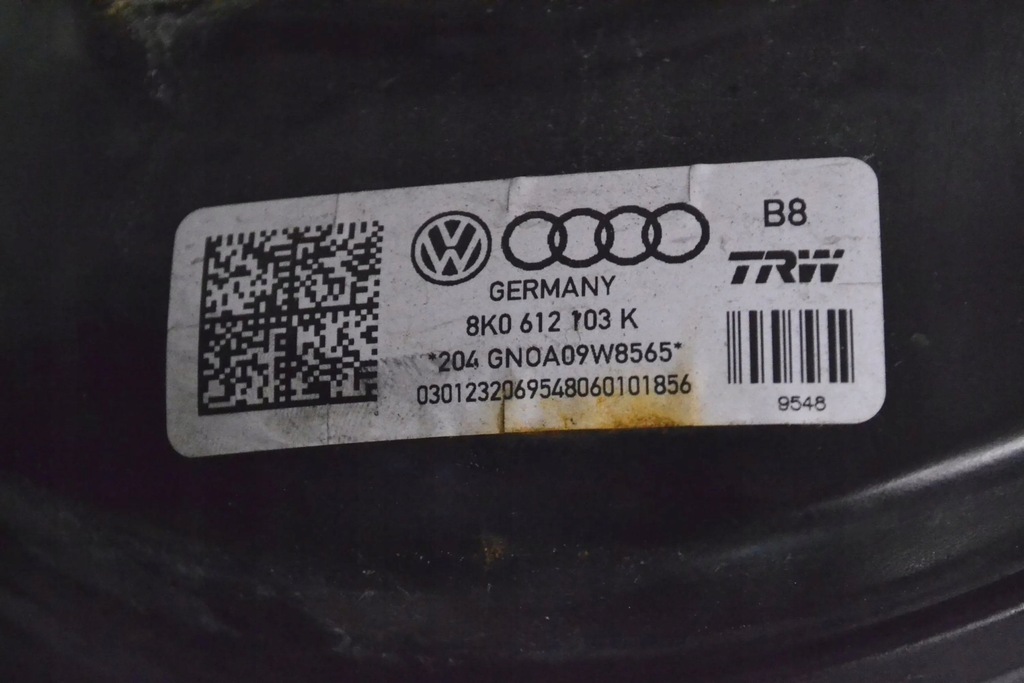 B8
TRW
GERMANY
8K0 612 103 K
*204 GN0A09W8565*
0301232069548060101856
9548